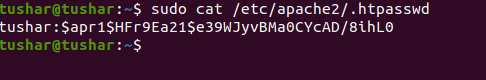 tushar@tushar:~$ sudo cat /etc/apache2/.htpasswd
tushar:$apr1$HFr9Ea21$e39WJyvBMa0CYcAD/8ihL0
tushar@tushar:~$